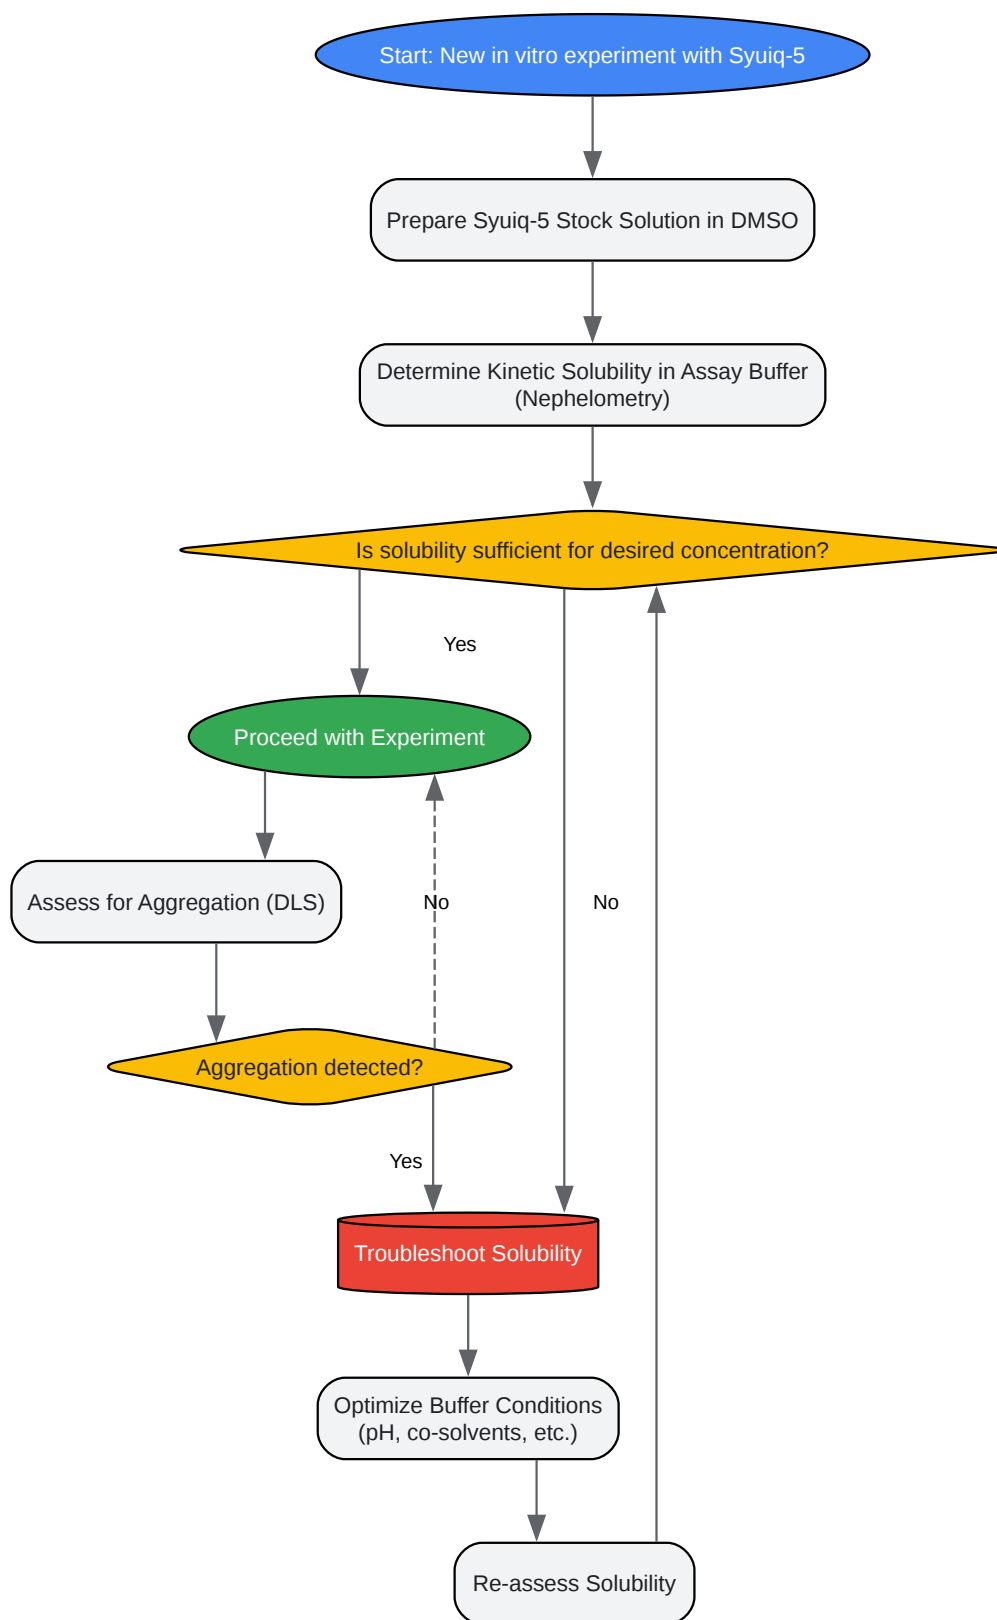 Start: New in vitro experiment with Syuiq-5
Prepare Syuiq-5 Stock Solution in DMSO
Determine Kinetic Solubility in Assay Buffer
(Nephelometry)
Is solubility sufficient for desired concentration?
Yes
Proceed with Experiment
Assess for Aggregation (DLS)
No
No
Aggregation detected?
Yes
Troubleshoot Solubility
Optimize Buffer Conditions
(pH, co-solvents, etc.)
Re-assess Solubility